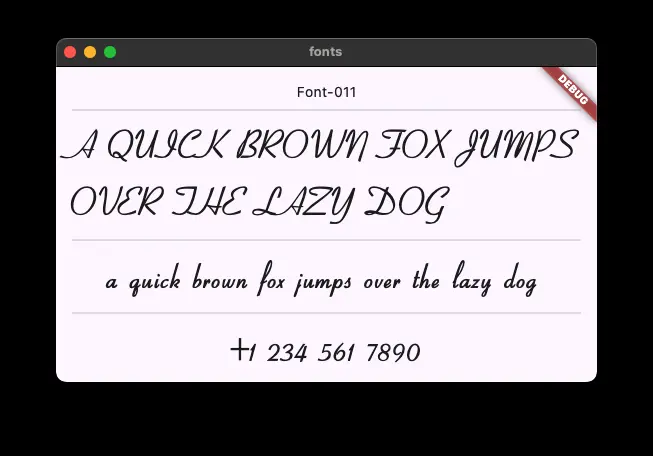 fonts
DEBUG
Font-011
A QUICK BROWN FOX JUMPS
OVER THE LAZY DOG
a quick brown fox jumps over the lazy dog
+1 234 561 7890